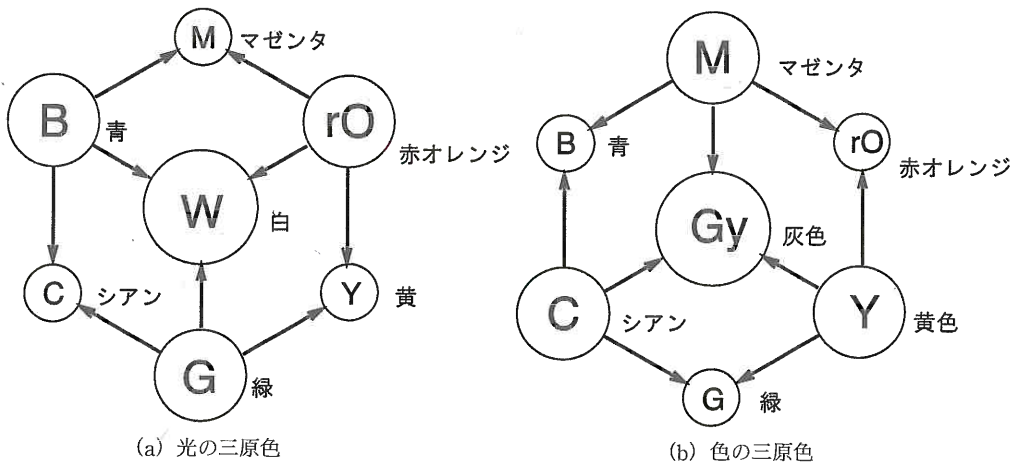 M マゼンタ
B 青
rO 赤オレンジ
W 白
C シアン
Y 黄
G 緑
(a) 光の三原色
M マゼンタ
B 青
rO 赤オレンジ
Gy 灰色
C シアン
Y 黄色
G 緑
(b) 色の三原色